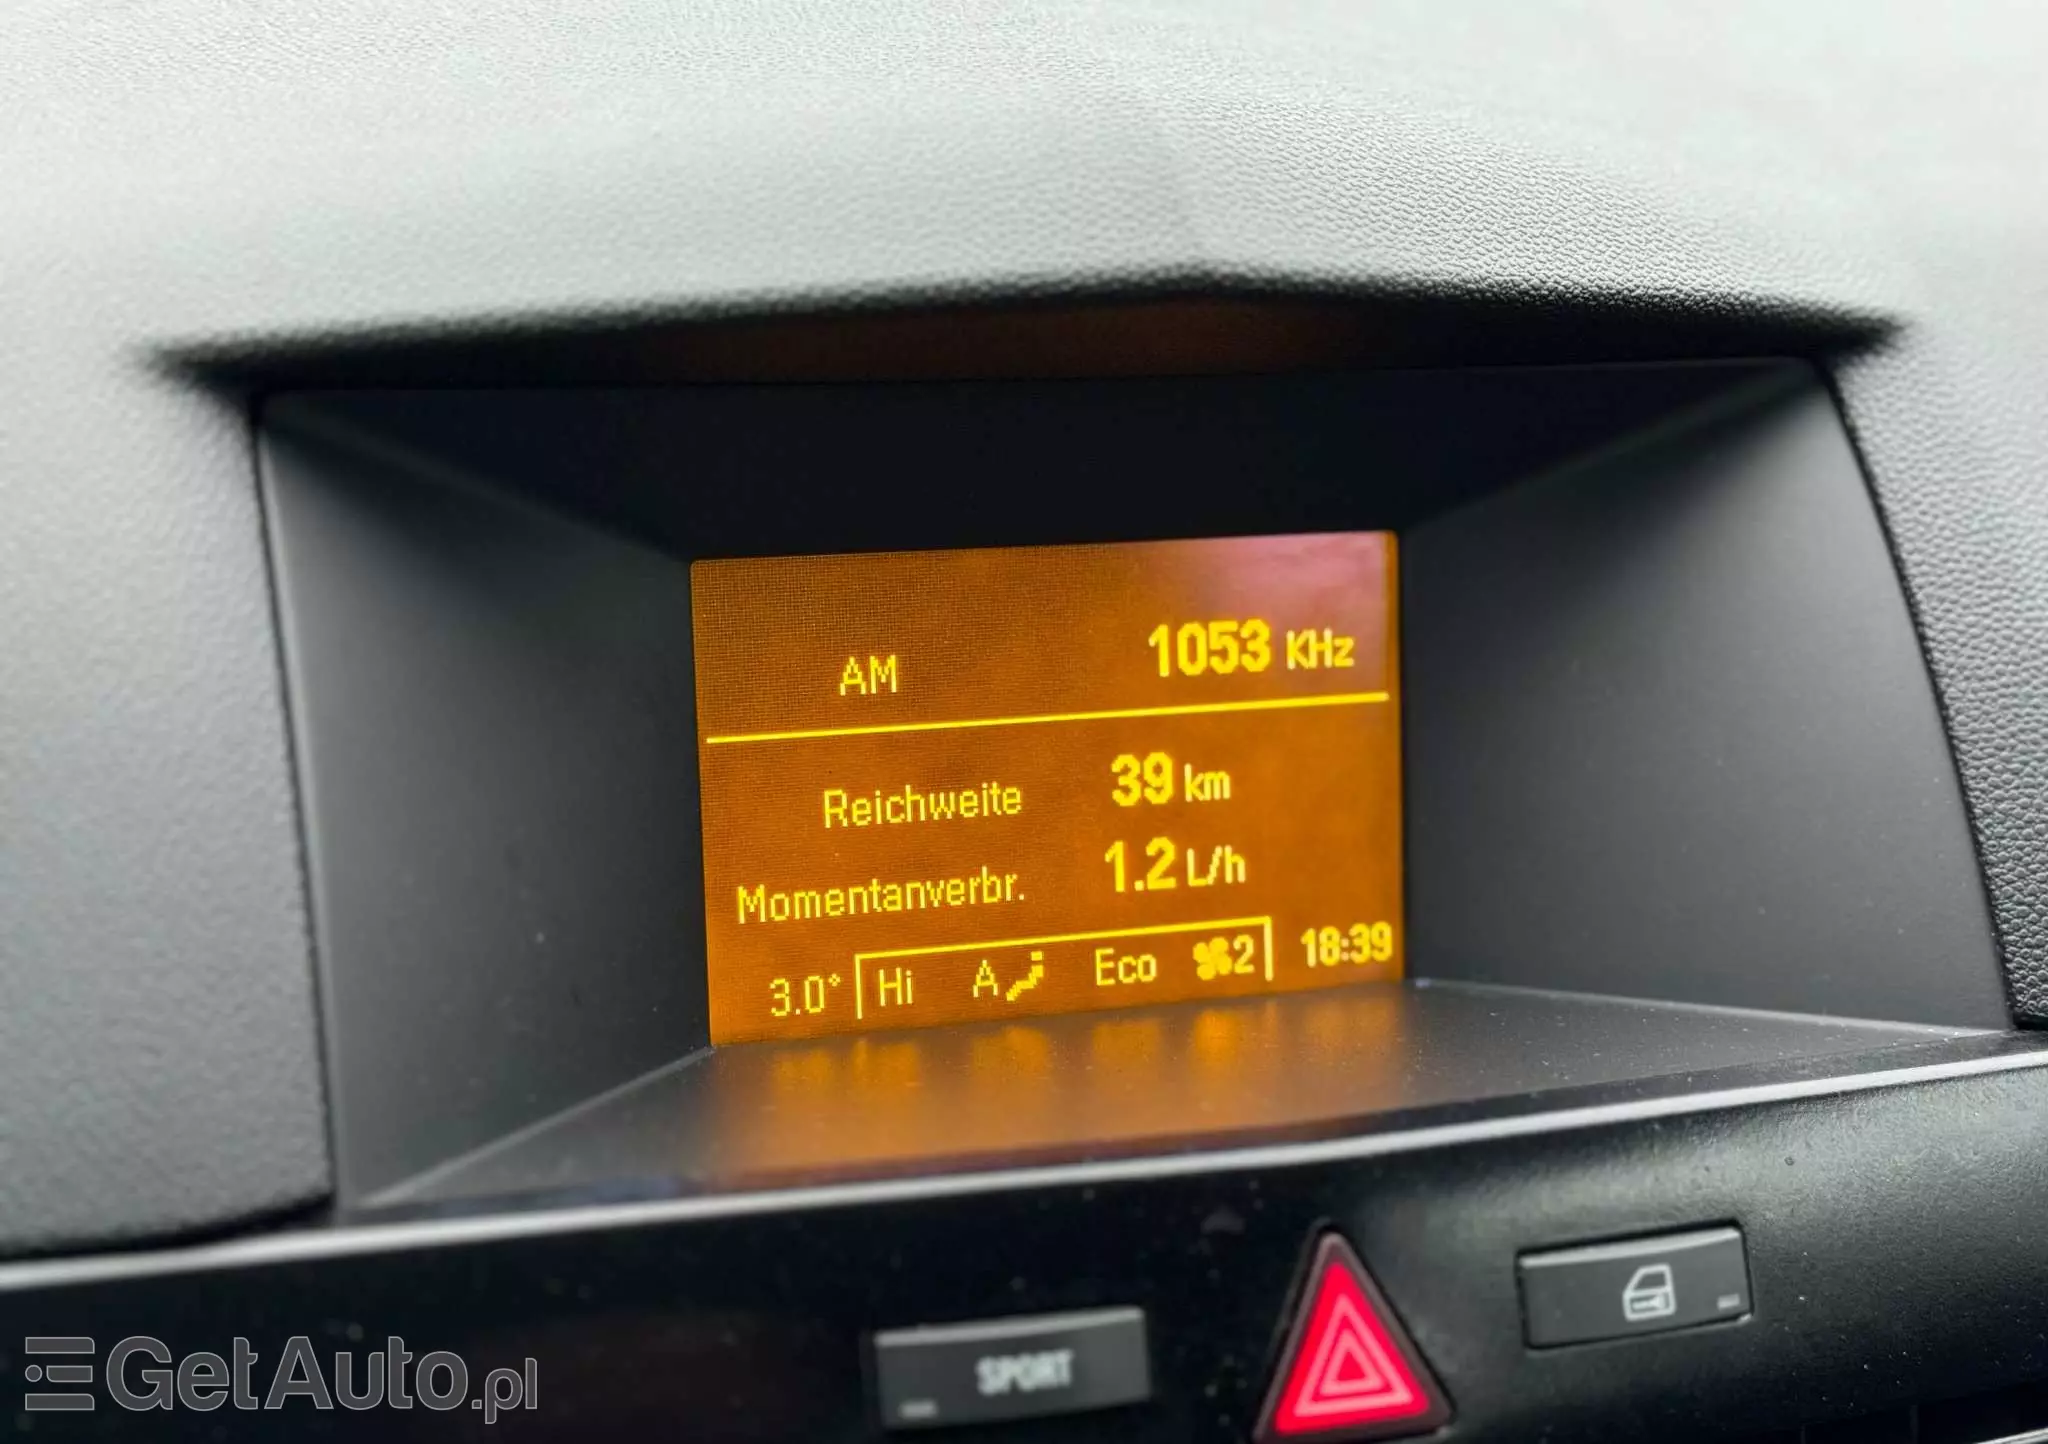 AM 1053 KHz
Reichweite 39 km
Momentanverbr. 1.2 L/h
3.0° Hi A Eco 2 18:39
SPORT
GetAuto.pl